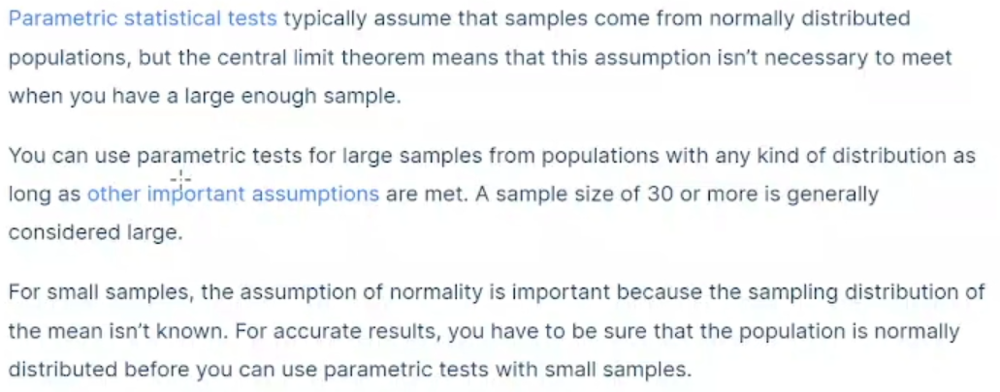 Parametric statistical tests typically assume that samples come from normally distributed
populations, but the central limit theorem means that this assumption isn't necessary to meet
when you have a large enough sample.
You can use parametric tests for large samples from populations with any kind of distribution as
long as other important assumptions are met. A sample size of 30 or more is generally
considered large.
For small samples, the assumption of normality is important because the sampling distribution of
the mean isn't known. For accurate results, you have to be sure that the population is normally
distributed before you can use parametric tests with small samples.